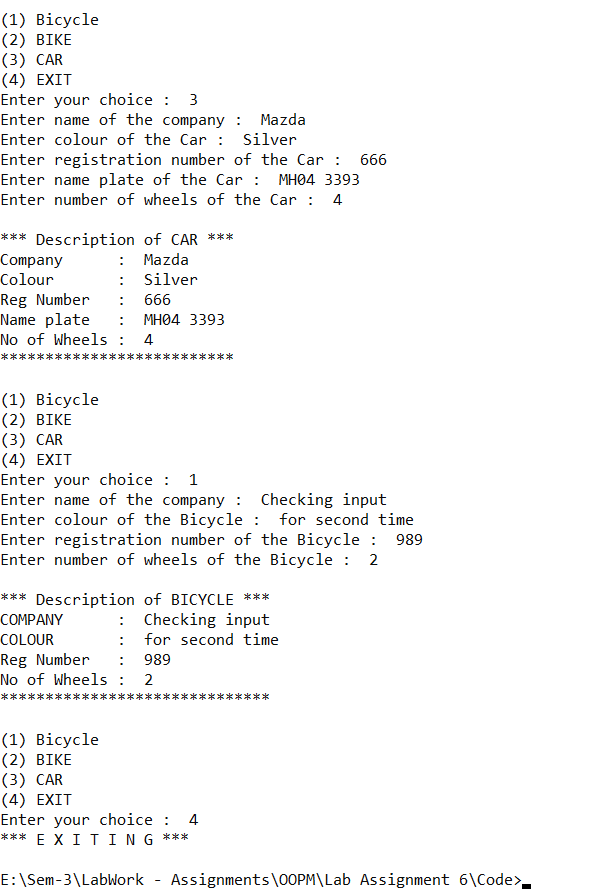 (1) Bicycle
(2) BIKE
(3) CAR
(4) EXIT
Enter your choice :  3
Enter name of the company :  Mazda
Enter colour of the Car :  Silver
Enter registration number of the Car :  666
Enter name plate of the Car :  MH04 3393
Enter number of wheels of the Car :  4

*** Description of CAR ***
Company      :  Mazda
Colour       :  Silver
Reg Number   :  666
Name plate   :  MH04 3393
No of Wheels :  4
**************************

(1) Bicycle
(2) BIKE
(3) CAR
(4) EXIT
Enter your choice :  1
Enter name of the company :  Checking input
Enter colour of the Bicycle :  for second time
Enter registration number of the Bicycle :  989
Enter number of wheels of the Bicycle :  2

*** Description of BICYCLE ***
COMPANY      :  Checking input
COLOUR       :  for second time
Reg Number   :  989
No of Wheels :  2
******************************

(1) Bicycle
(2) BIKE
(3) CAR
(4) EXIT
Enter your choice :  4
*** E X I T I N G ***

E:\Sem-3\LabWork - Assignments\OOPM\Lab Assignment 6\Code>